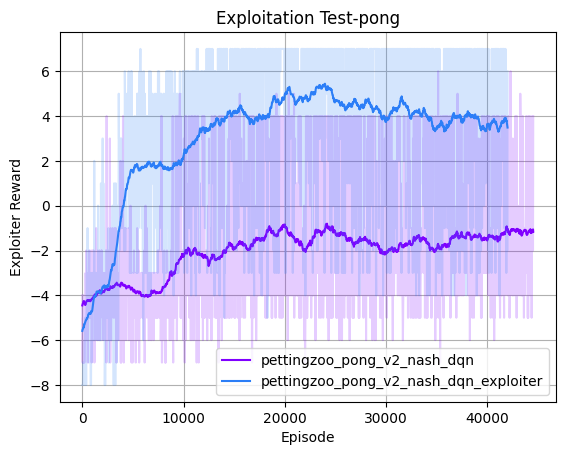 Exploitation Test-pong
Exploiter Reward
6
4
2
0
−2
−4
−6
−8
0 10000 20000 30000 40000
Episode
pettingzoo_pong_v2_nash_dqn
pettingzoo_pong_v2_nash_dqn_exploiter